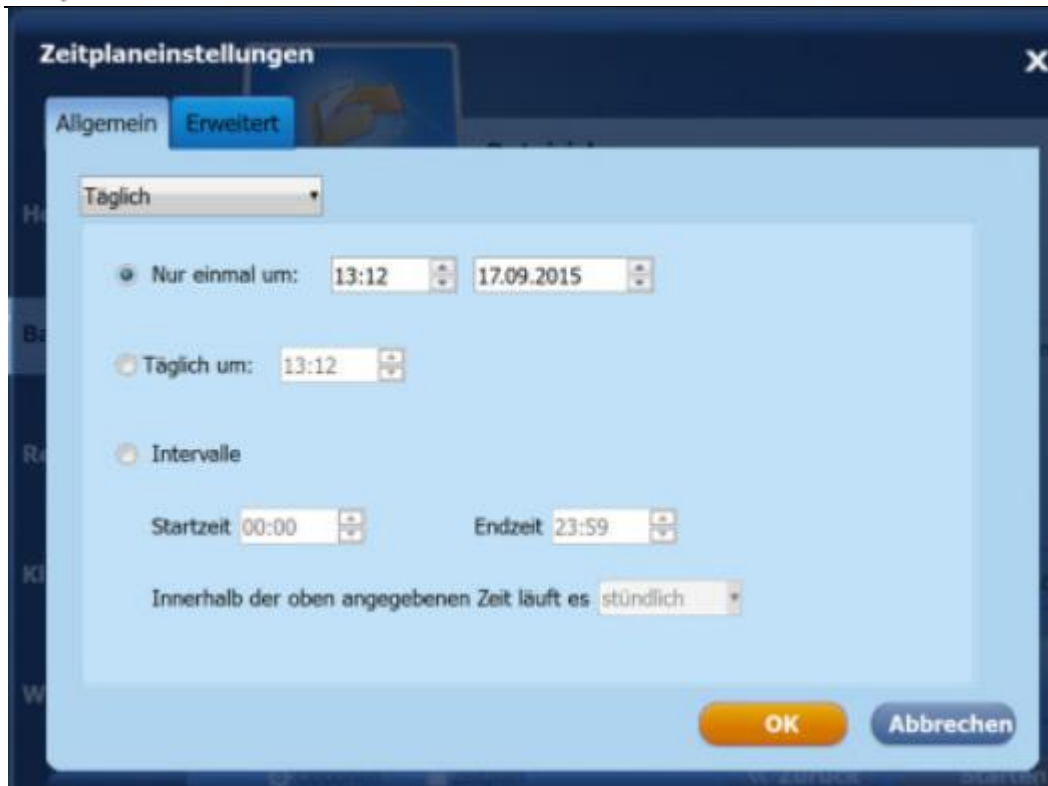 Zeitplaneinstellungen X
Allgemein Erweitert
Täglich
Nur einmal um: 13:12 17.09.2015
Täglich um: 13:12
Intervalle
Startzeit 00:00 Endzeit 23:59
Innerhalb der oben angegebenen Zeit läuft es stündlich
OK Abbrechen
Starten